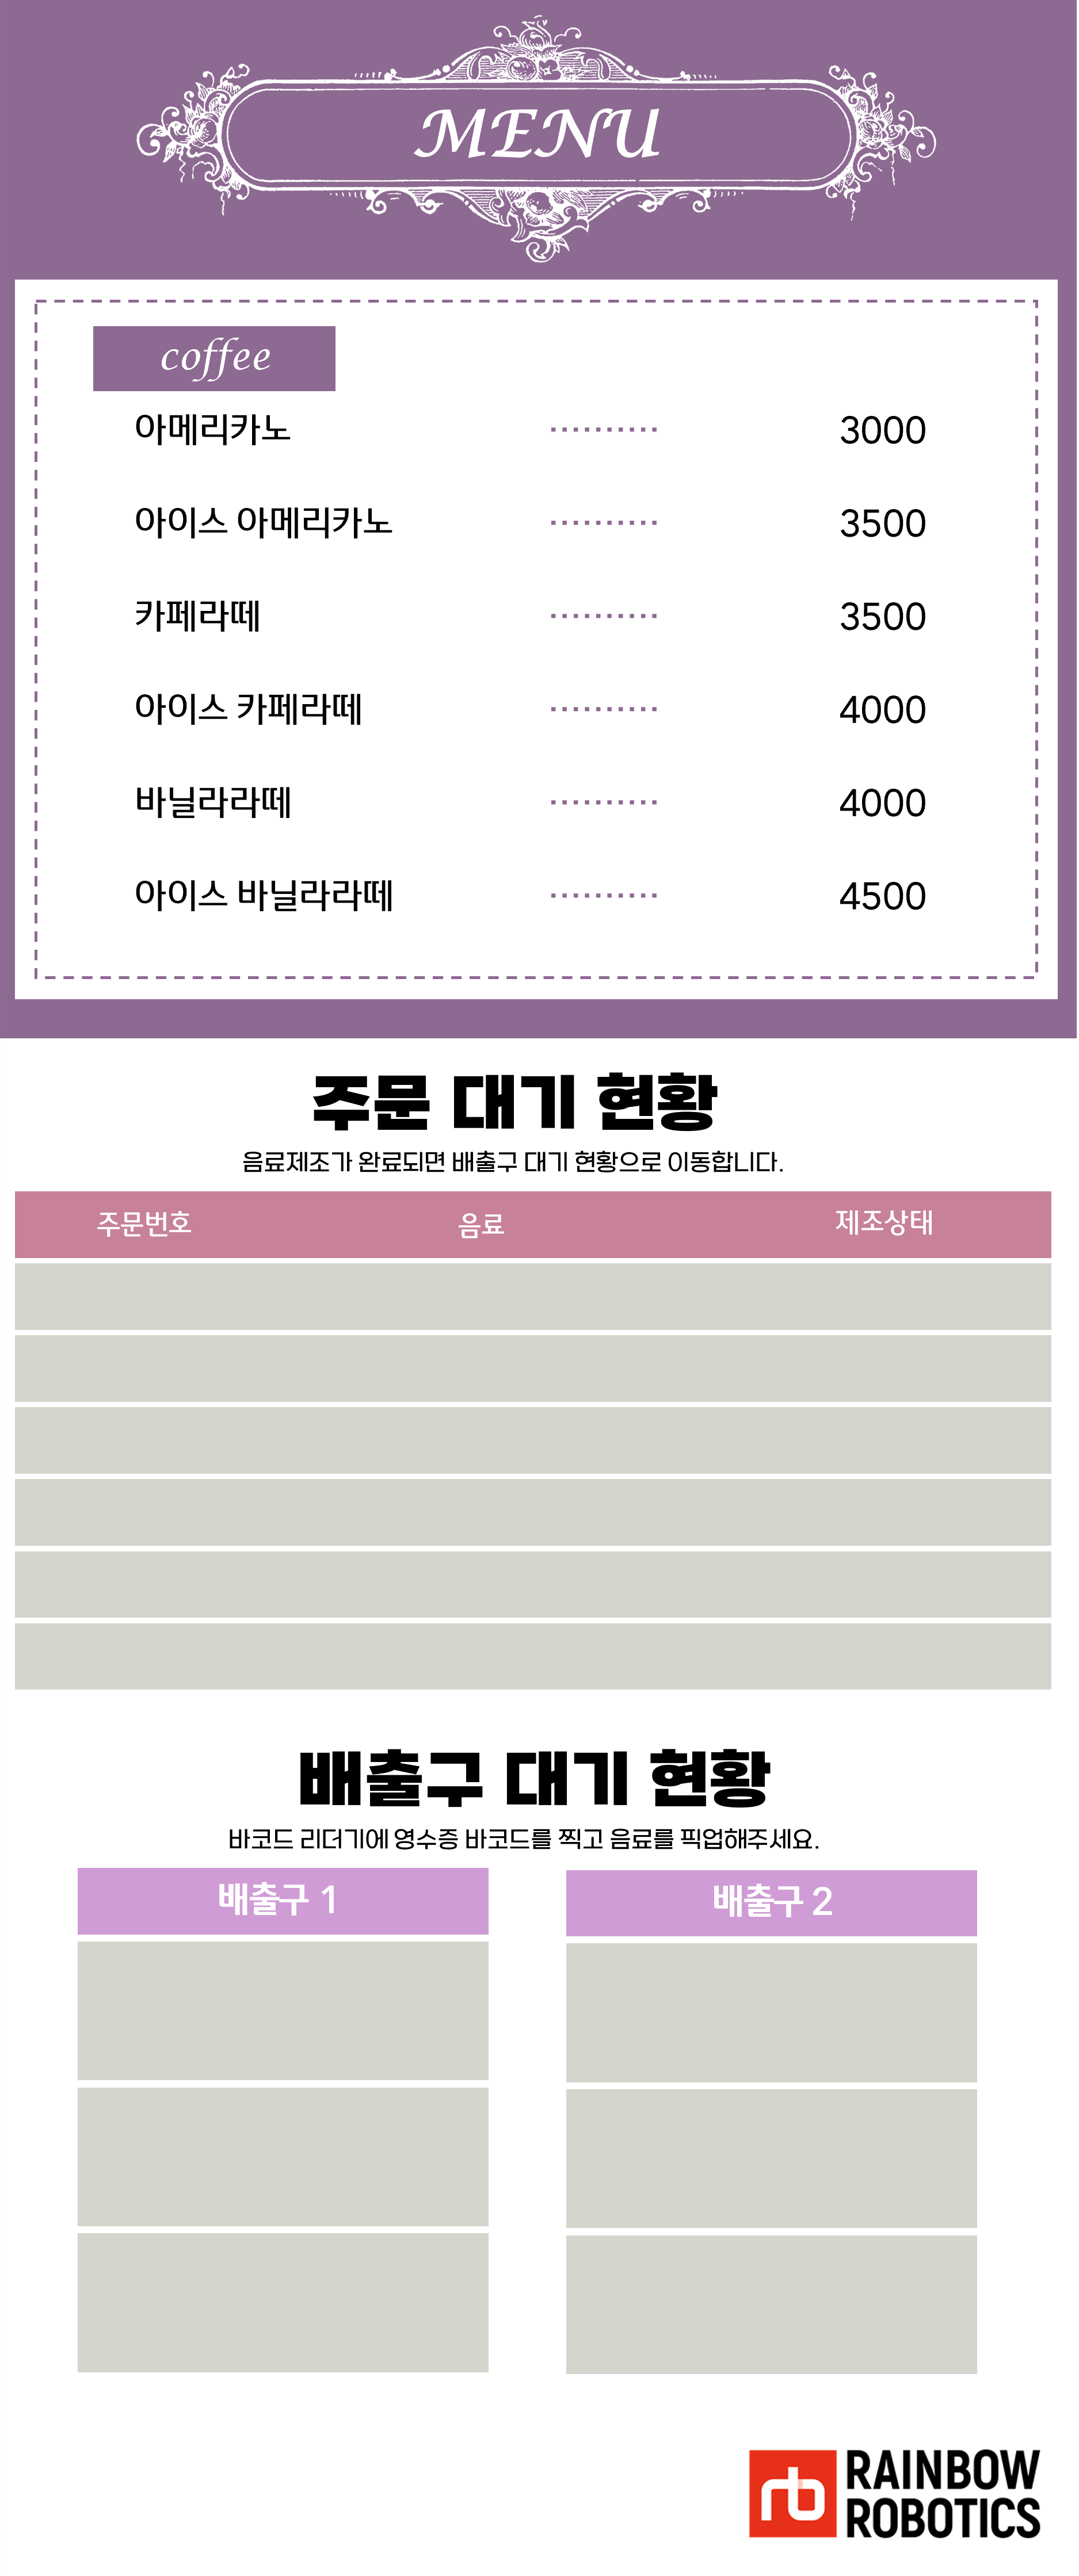 MENU
coffee
아메리카노 ·········· 3000
아이스 아메리카노 ·········· 3500
카페라떼 ·········· 3500
아이스 카페라떼 ·········· 4000
바닐라라떼 ·········· 4000
아이스 바닐라라떼 ·········· 4500
주문 대기 현황
음료제조가 완료되면 배출구 대기 현황으로 이동합니다.
주문번호 음료 제조상태
배출구 대기 현황
바코드 리더기에 영수증 바코드를 찍고 음료를 픽업해주세요.
배출구 1 배출구 2
rb RAINBOW
ROBOTICS